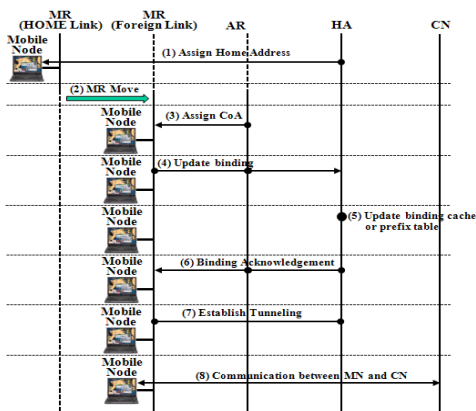 MR
(HOME Link)
MR
(Foreign Link)
AR
HA
CN
Mobile
Node
(1) Assign Home Address
(2) MR Move
Mobile
Node
(3) Assign CoA
Mobile
Node
(4) Update binding
Mobile
Node
(5) Update binding cache
or prefix table
Mobile
Node
(6) Binding Acknowledgement
Mobile
Node
(7) Establish Tunneling
Mobile
Node
(8) Communication between MN and CN